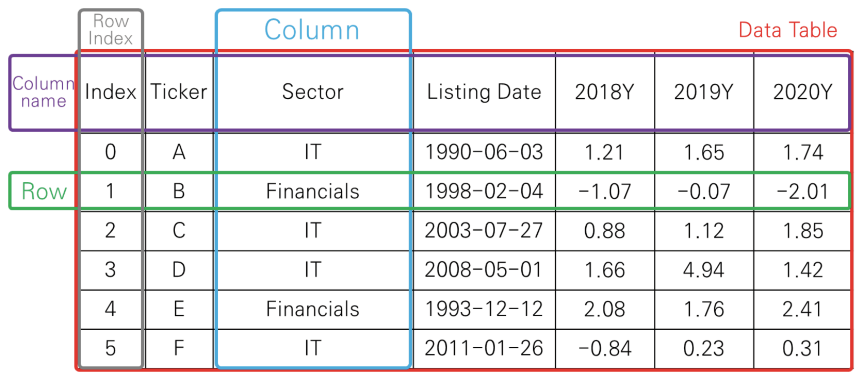 Row
Index
Column
Data Table
Column
name
Index Ticker Sector Listing Date 2018Y 2019Y 2020Y
0 A IT 1990-06-03 1.21 1.65 1.74
Row 1 B Financials 1998-02-04 -1.07 -0.07 -2.01
2 C IT 2003-07-27 0.88 1.12 1.85
3 D IT 2008-05-01 1.66 4.94 1.42
4 E Financials 1993-12-12 2.08 1.76 2.41
5 F IT 2011-01-26 -0.84 0.23 0.31